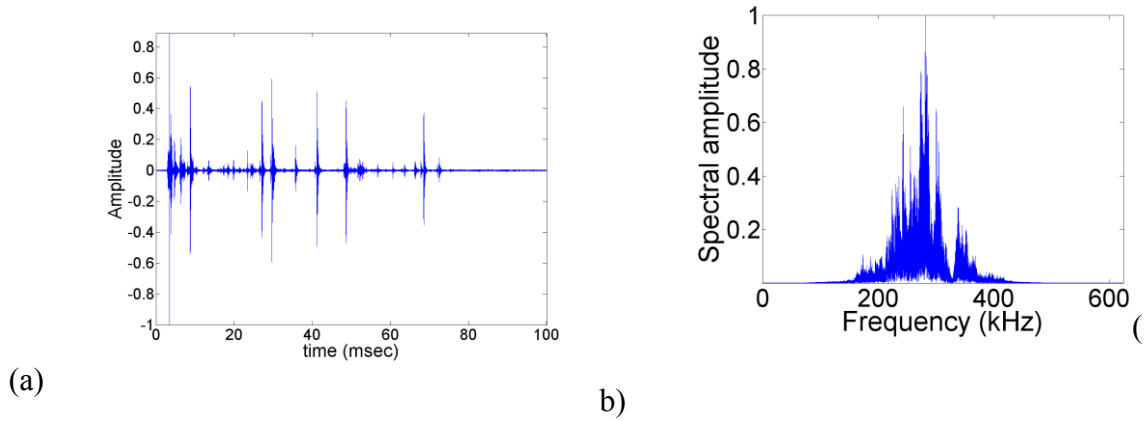 0.8
0.6
0.4
0.2
0
-0.2
-0.4
-0.6
-0.8
-1
0 20 40 60 80 100
Amplitude
time (msec)
(a)
1
0.8
0.6
0.4
0.2
0 200 400 600
Spectral amplitude
Frequency (kHz)
(
b)